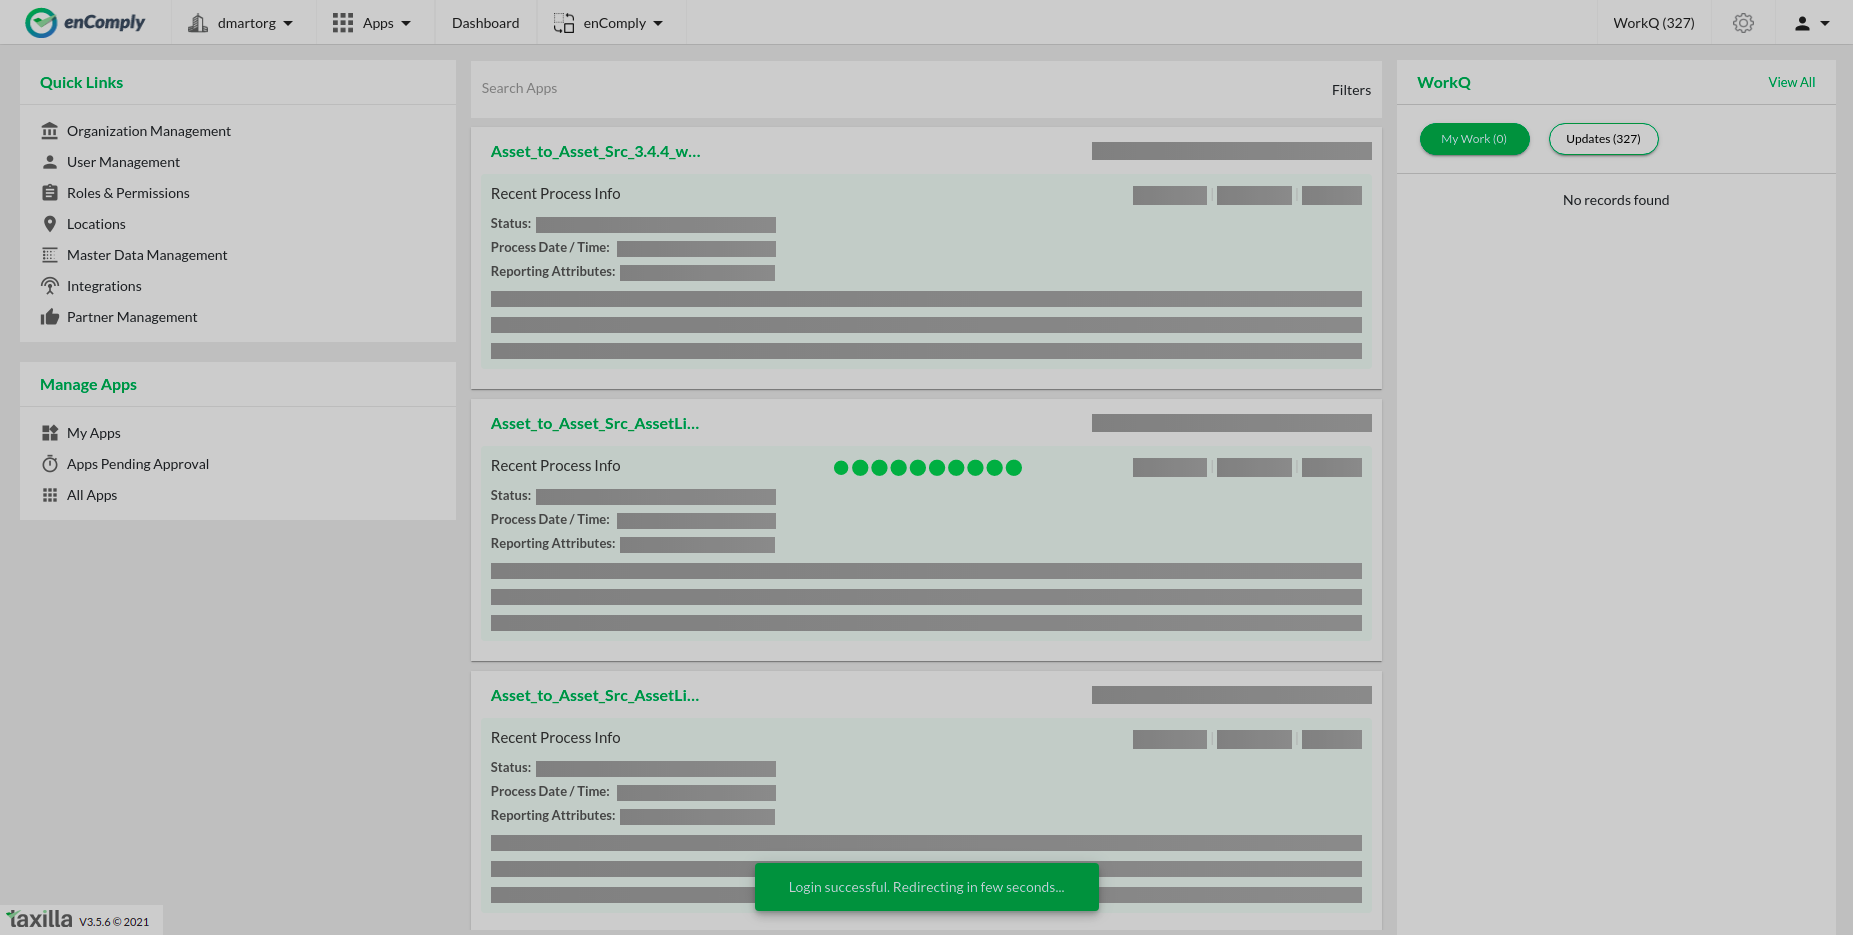 enComply
dmartorg
Apps
Dashboard
enComply
WorkQ (327)
Quick Links
Organization Management
User Management
Roles & Permissions
Locations
Master Data Management
Integrations
Partner Management
Manage Apps
My Apps
Apps Pending Approval
All Apps
Search Apps
Filters
Asset_to_Asset_Src_3.4.4_w...
Recent Process Info
Status:
Process Date / Time:
Reporting Attributes:
Asset_to_Asset_Src_AssetLi...
Recent Process Info
Status:
Process Date / Time:
Reporting Attributes:
Asset_to_Asset_Src_AssetLi...
Recent Process Info
Status:
Process Date / Time:
Reporting Attributes:
Login successful. Redirecting in few seconds...
WorkQ
View All
My Work (0)
Updates (327)
No records found
taxilla V3.5.6 © 2021